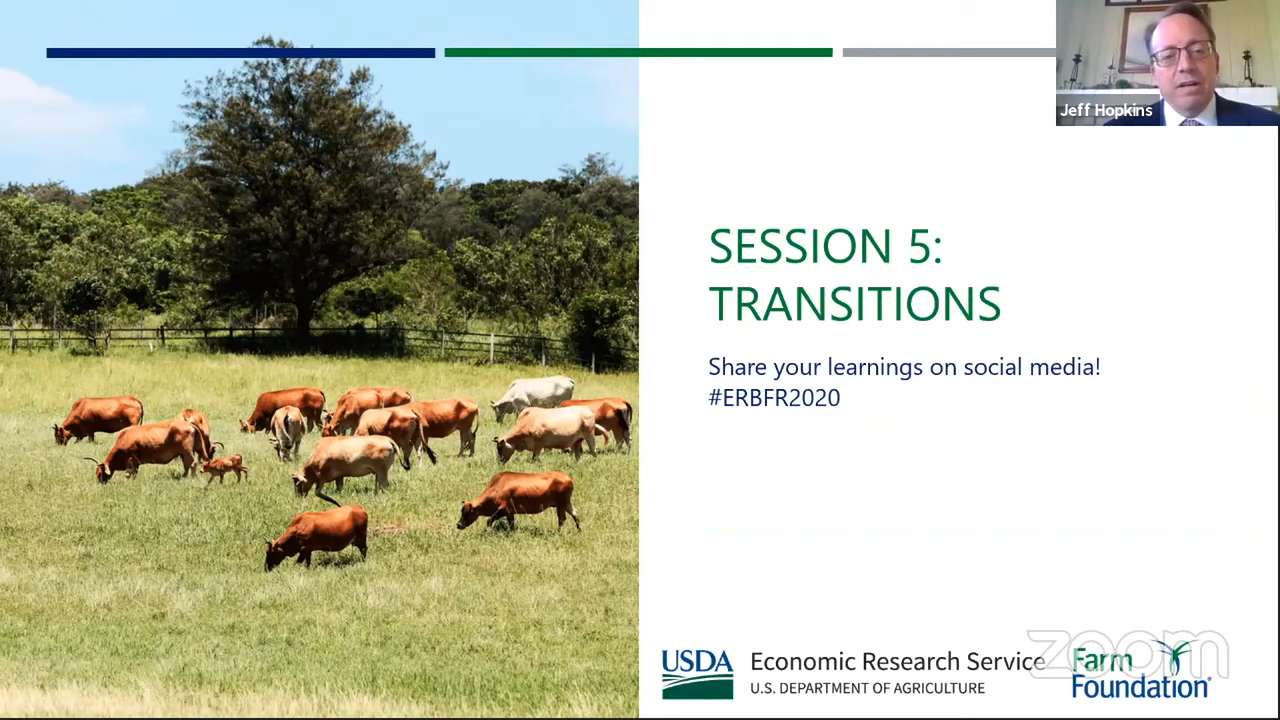 Jeff Hopkins
SESSION 5:
TRANSITIONS
Share your learnings on social media!
#ERBFR2020
USDA
Economic Research Service
U.S. DEPARTMENT OF AGRICULTURE
Farm
Foundation®
zoom